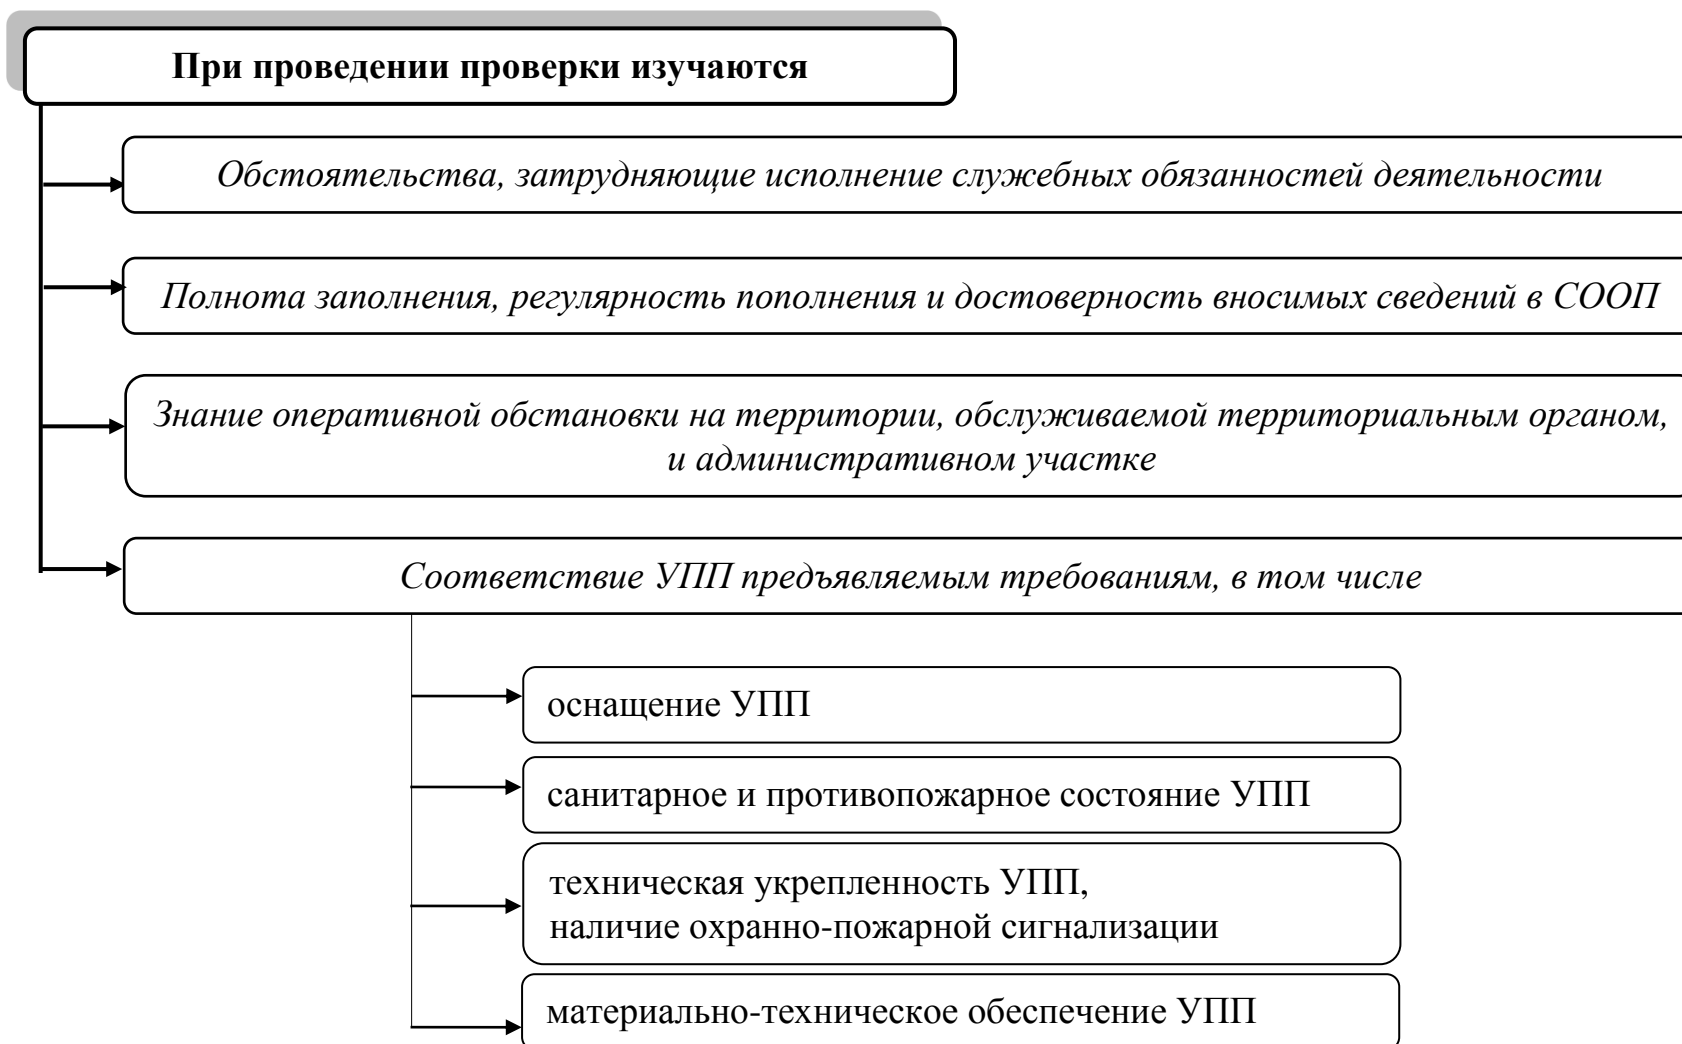 При проведении проверки изучаются
Обстоятельства, затрудняющие исполнение служебных обязанностей деятельности
Полнота заполнения, регулярность пополнения и достоверность вносимых сведений в СООП
Знание оперативной обстановки на территории, обслуживаемой территориальным органом,
и административном участке
Соответствие УПП предъявляемым требованиям, в том числе
оснащение УПП
санитарное и противопожарное состояние УПП
техническая укрепленность УПП,
наличие охранно-пожарной сигнализации
материально-техническое обеспечение УПП